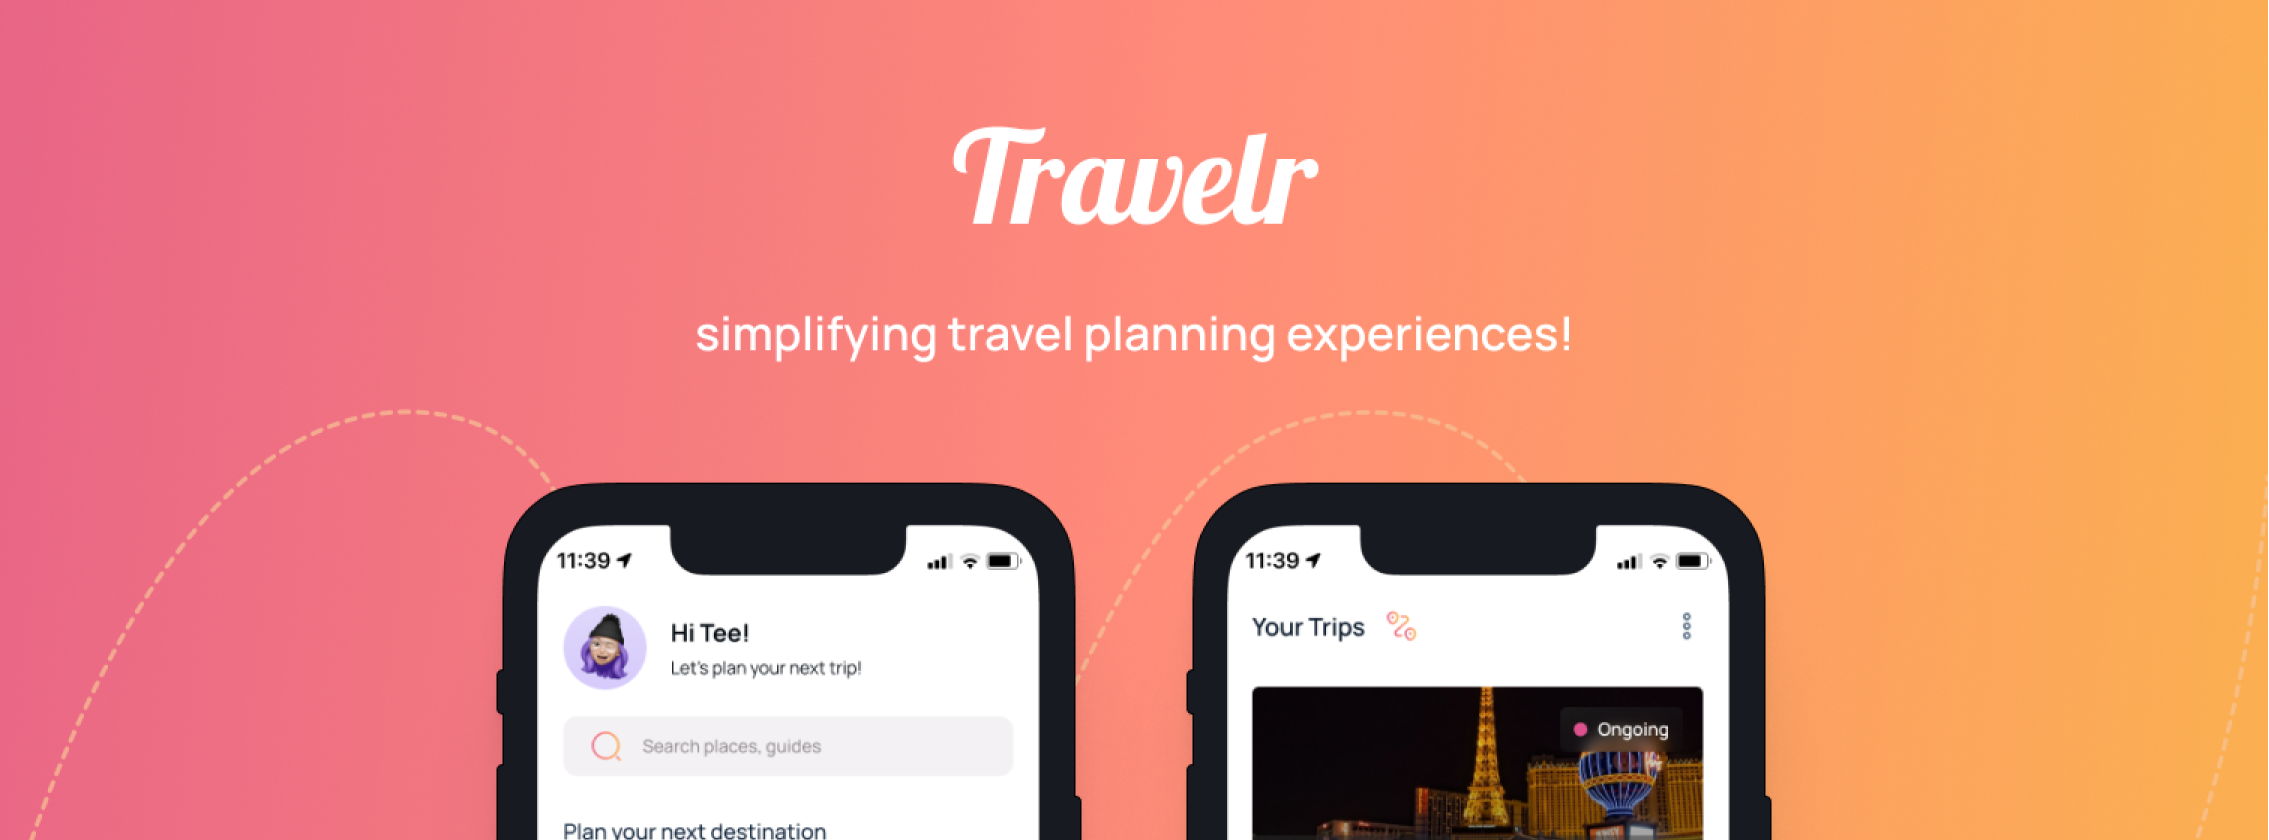 Travelr
simplifying travel planning experiences!
11:39
Hi Tee!
Let's plan your next trip!
Search places, guides
Plan your next destination
11:39
Your Trips
Ongoing